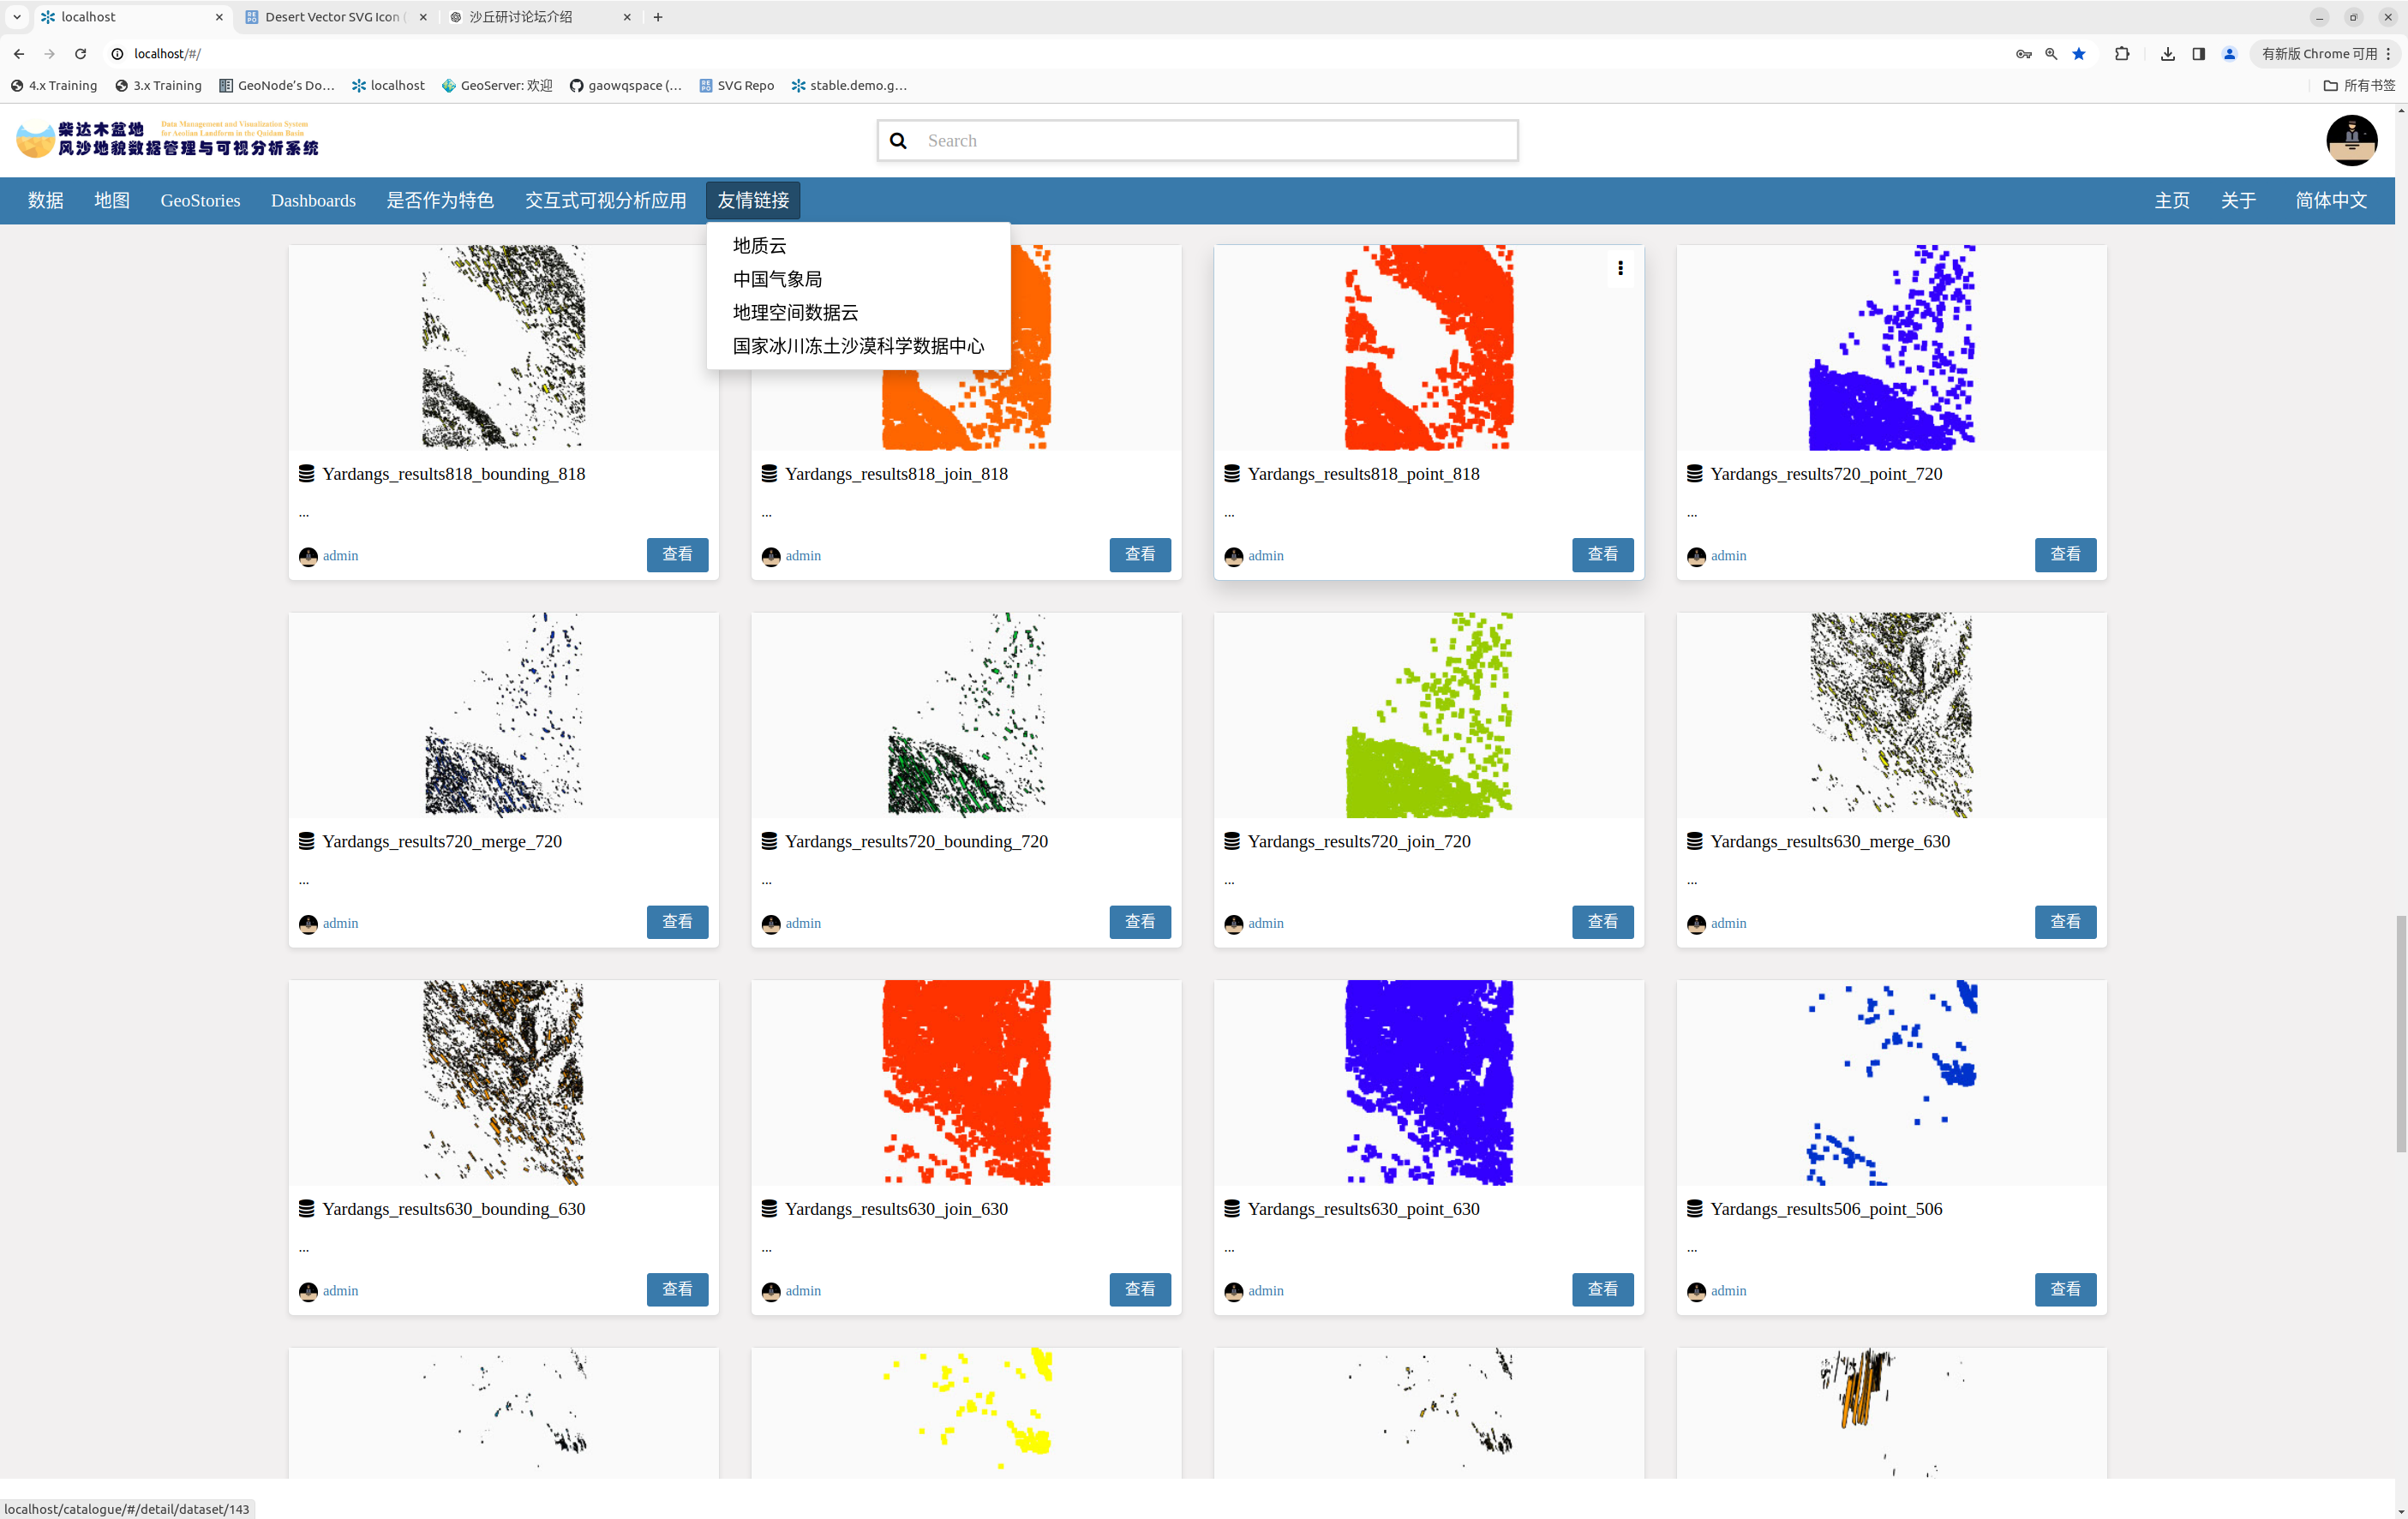 localhost
Desert Vector SVG Icon (
沙丘研讨论坛介绍
localhost/#/
有新版 Chrome 可用
4.x Training
3.x Training
GeoNode’s Do…
localhost
GeoServer: 欢迎
gaowqspace (…
SVG Repo
stable.demo.g…
所有书签
柴达木盆地
Data Management and Visualization System
for Aeolian Landform in the Qaidam Basin
风沙地貌数据管理与可视分析系统
Search
数据 地图 GeoStories Dashboards 是否作为特色 交互式可视分析应用 友情链接 主页 关于 简体中文
地质云
中国气象局
地理空间数据云
国家冰川冻土沙漠科学数据中心
Yardangs_results818_bounding_818
...
admin 查看
Yardangs_results818_join_818
...
admin 查看
Yardangs_results818_point_818
...
admin 查看
Yardangs_results720_point_720
...
admin 查看
Yardangs_results720_merge_720
...
admin 查看
Yardangs_results720_bounding_720
...
admin 查看
Yardangs_results720_join_720
...
admin 查看
Yardangs_results630_merge_630
...
admin 查看
Yardangs_results630_bounding_630
...
admin 查看
Yardangs_results630_join_630
...
admin 查看
Yardangs_results630_point_630
...
admin 查看
Yardangs_results506_point_506
...
admin 查看
localhost/catalogue/#/detail/dataset/143